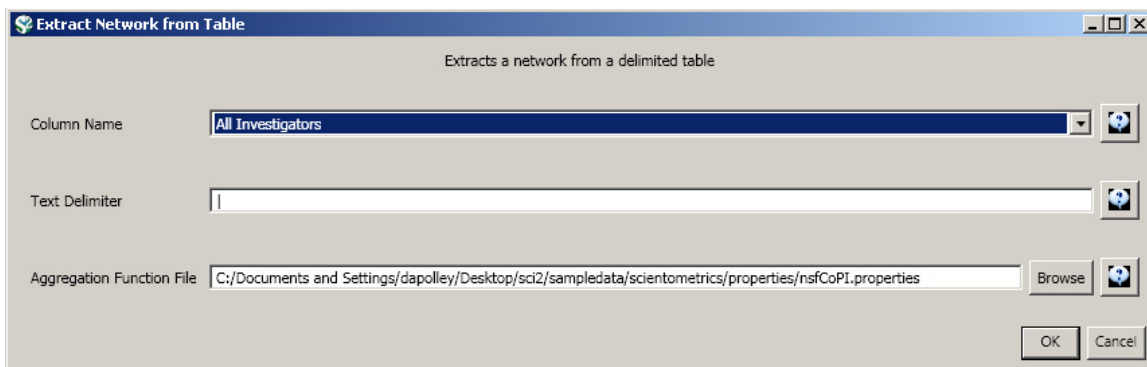 Extract Network from Table
Extracts a network from a delimited table
Column Name All Investigators
Text Delimiter |
Aggregation Function File C:/Documents and Settings/dapolley/Desktop/sci2/sampledata/scientometrics/properties/nsfCoPI.properties Browse
OK Cancel